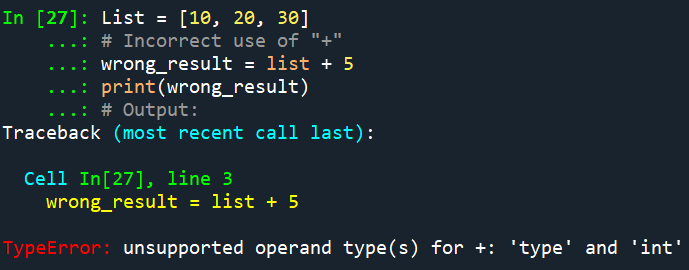 In [27]: List = [10, 20, 30]
    ...: # Incorrect use of "+"
    ...: wrong_result = list + 5
    ...: print(wrong_result)
    ...: # Output:
Traceback (most recent call last):

  Cell In[27], line 3
    wrong_result = list + 5

TypeError: unsupported operand type(s) for +: 'type' and 'int'